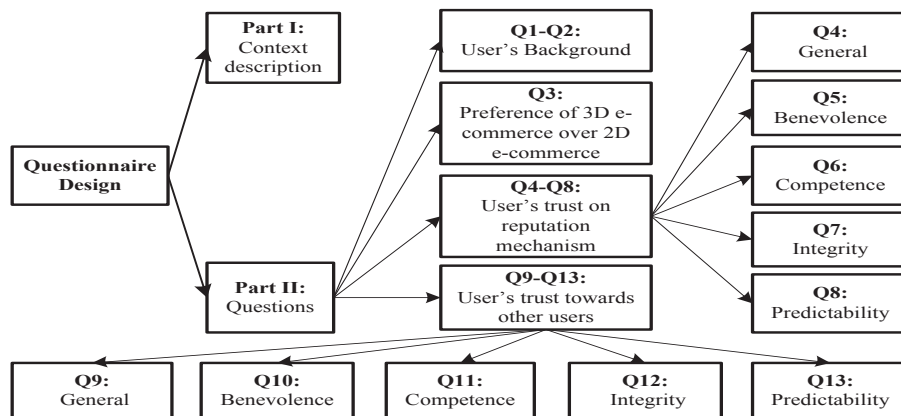 Questionnaire
Design
Part I:
Context
description
Part II:
Questions
Q1-Q2:
User's Background
Q3:
Preference of 3D e-
commerce over 2D
e-commerce
Q4-Q8:
User's trust on
reputation
mechanism
Q9-Q13:
User's trust towards
other users
Q4:
General
Q5:
Benevolence
Q6:
Competence
Q7:
Integrity
Q8:
Predictability
Q9:
General
Q10:
Benevolence
Q11:
Competence
Q12:
Integrity
Q13:
Predictability